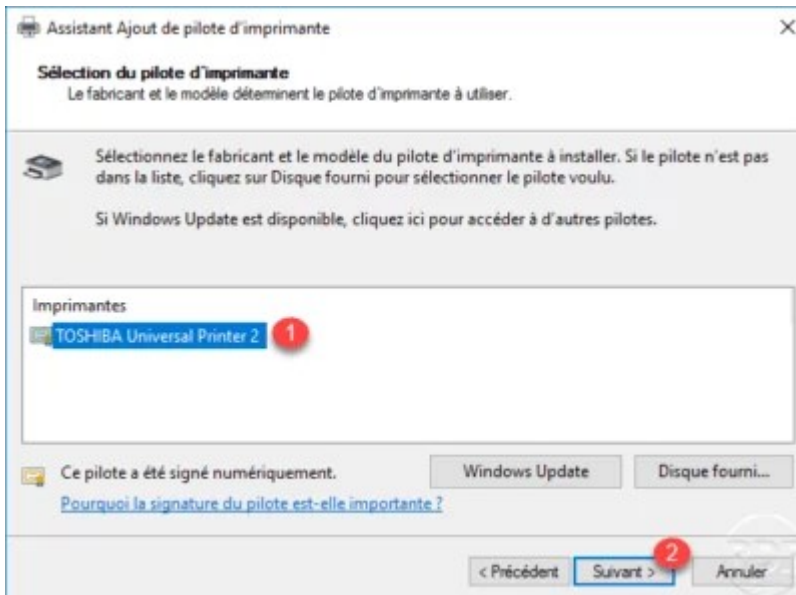 Assistant Ajout de pilote d'imprimante
Sélection du pilote d'imprimante
Le fabricant et le modèle déterminent le pilote d'imprimante à utiliser.
Sélectionnez le fabricant et le modèle du pilote d'imprimante à installer. Si le pilote n'est pas
dans la liste, cliquez sur Disque fourni pour sélectionner le pilote voulu.
Si Windows Update est disponible, cliquez ici pour accéder à d'autres pilotes.
Imprimantes
TOSHIBA Universal Printer 2 1
Ce pilote a été signé numériquement. Windows Update Disque fourni...
Pourquoi la signature du pilote est-elle importante ?
2
< Précédent Suivant > Annuler